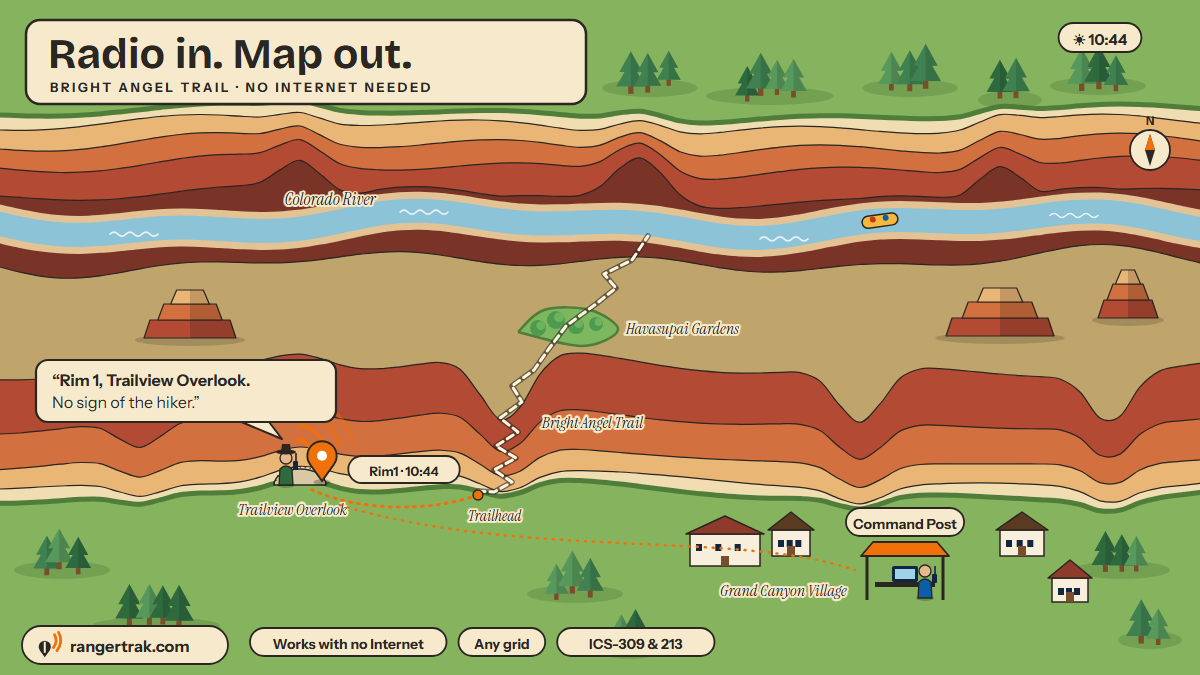 Radio in. Map out.
BRIGHT ANGEL TRAIL · NO INTERNET NEEDED
☀ 10:44
N
Colorado River
Havasupai Gardens
“Rim 1, Trailview Overlook.
No sign of the hiker.”
Bright Angel Trail
Rim1 · 10:44
Trailview Overlook
Trailhead
Command Post
Grand Canyon Village
rangertrak.com
Works with no Internet
Any grid
ICS-309 & 213